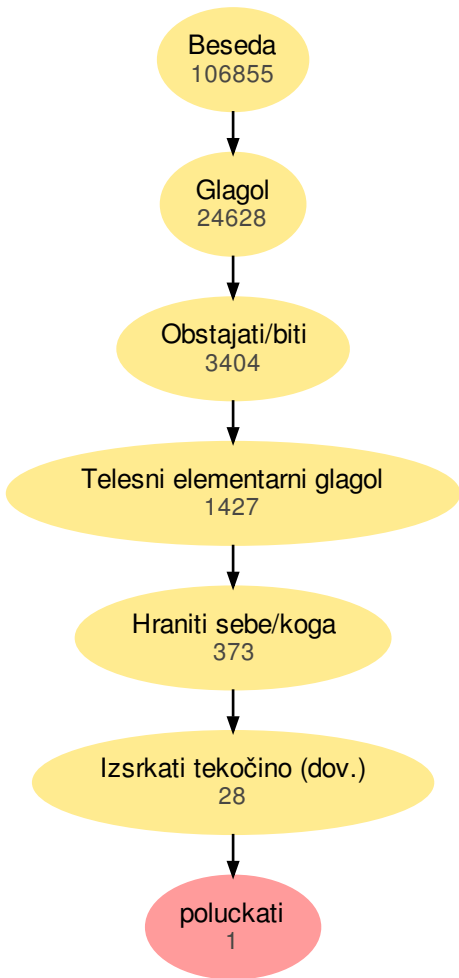 Beseda
106855
Glagol
24628
Obstajati/biti
3404
Telesni elementarni glagol
1427
Hraniti sebe/koga
373
Izsrkati tekočino (dov.)
28
poluckati
1